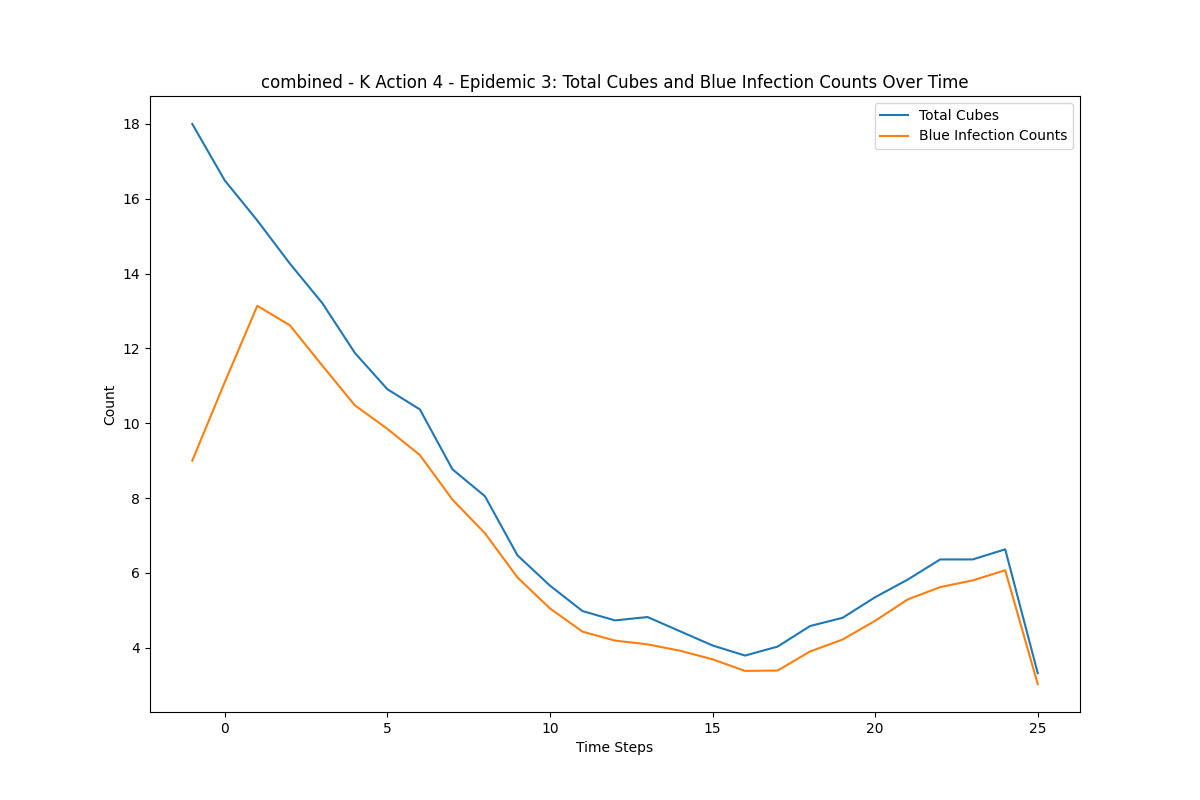 combined - K Action 4 - Epidemic 3: Total Cubes and Blue Infection Counts Over Time
Total Cubes
Blue Infection Counts
18
16
14
12
10
8
6
4
Count
0 5 10 15 20 25
Time Steps